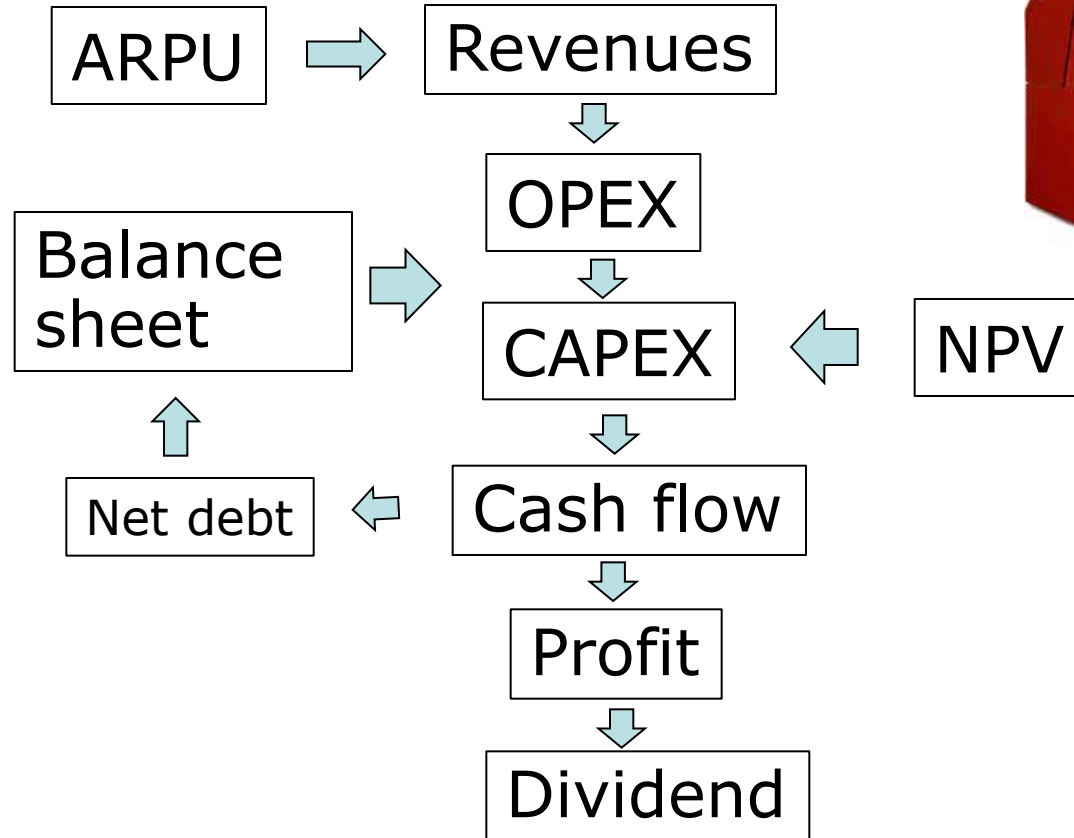 ARPU
Revenues
OPEX
Balance
sheet
CAPEX
NPV
Net debt
Cash flow
Profit
Dividend